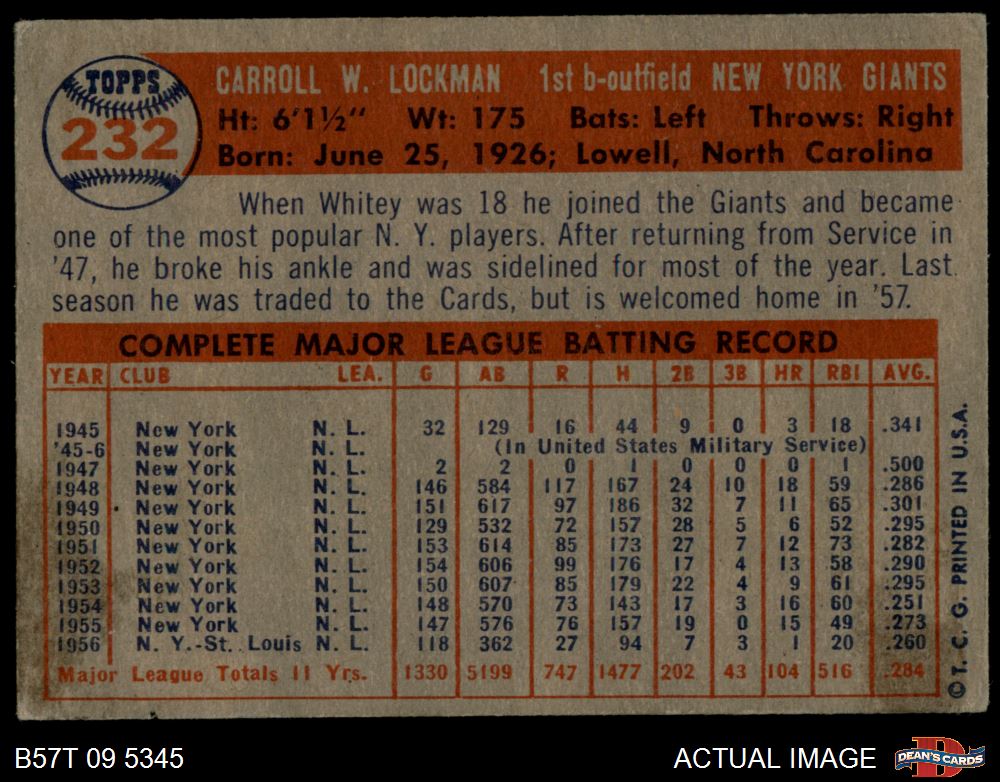 TOPPS
232
CARROLL W. LOCKMAN 1st b-outfield NEW YORK GIANTS
Ht: 6'1½" Wt: 175 Bats: Left Throws: Right
Born: June 25, 1926; Lowell, North Carolina
When Whitey was 18 he joined the Giants and became
one of the most popular N. Y. players. After returning from Service in
'47, he broke his ankle and was sidelined for most of the year. Last
season he was traded to the Cards, but is welcomed home in '57.
COMPLETE MAJOR LEAGUE BATTING RECORD
YEAR CLUB LEA. G AB R H 2B 3B HR RBI AVG.
1945 New York N. L. 32 129 16 44 9 0 3 18 .341
'45-6 New York N. L. (In United States Military Service)
1947 New York N. L. 2 2 0 1 0 0 0 1 .500
1948 New York N. L. 146 584 117 167 24 10 18 59 .286
1949 New York N. L. 151 617 97 186 32 7 11 65 .301
1950 New York N. L. 129 532 72 157 28 5 6 52 .295
1951 New York N. L. 153 614 85 173 27 7 12 73 .282
1952 New York N. L. 154 606 99 176 17 4 13 58 .290
1953 New York N. L. 150 607 85 179 22 4 9 61 .295
1954 New York N. L. 148 570 73 143 17 3 16 60 .251
1955 New York N. L. 147 576 76 157 19 0 15 49 .273
1956 N. Y.-St. Louis N. L. 118 362 27 94 7 3 1 20 .260
Major League Totals 11 Yrs. 1330 5199 747 1477 202 43 104 516 .284
© T. C. G. PRINTED IN U.S.A.
B57T 09 5345
ACTUAL IMAGE
DEAN'S CARDS